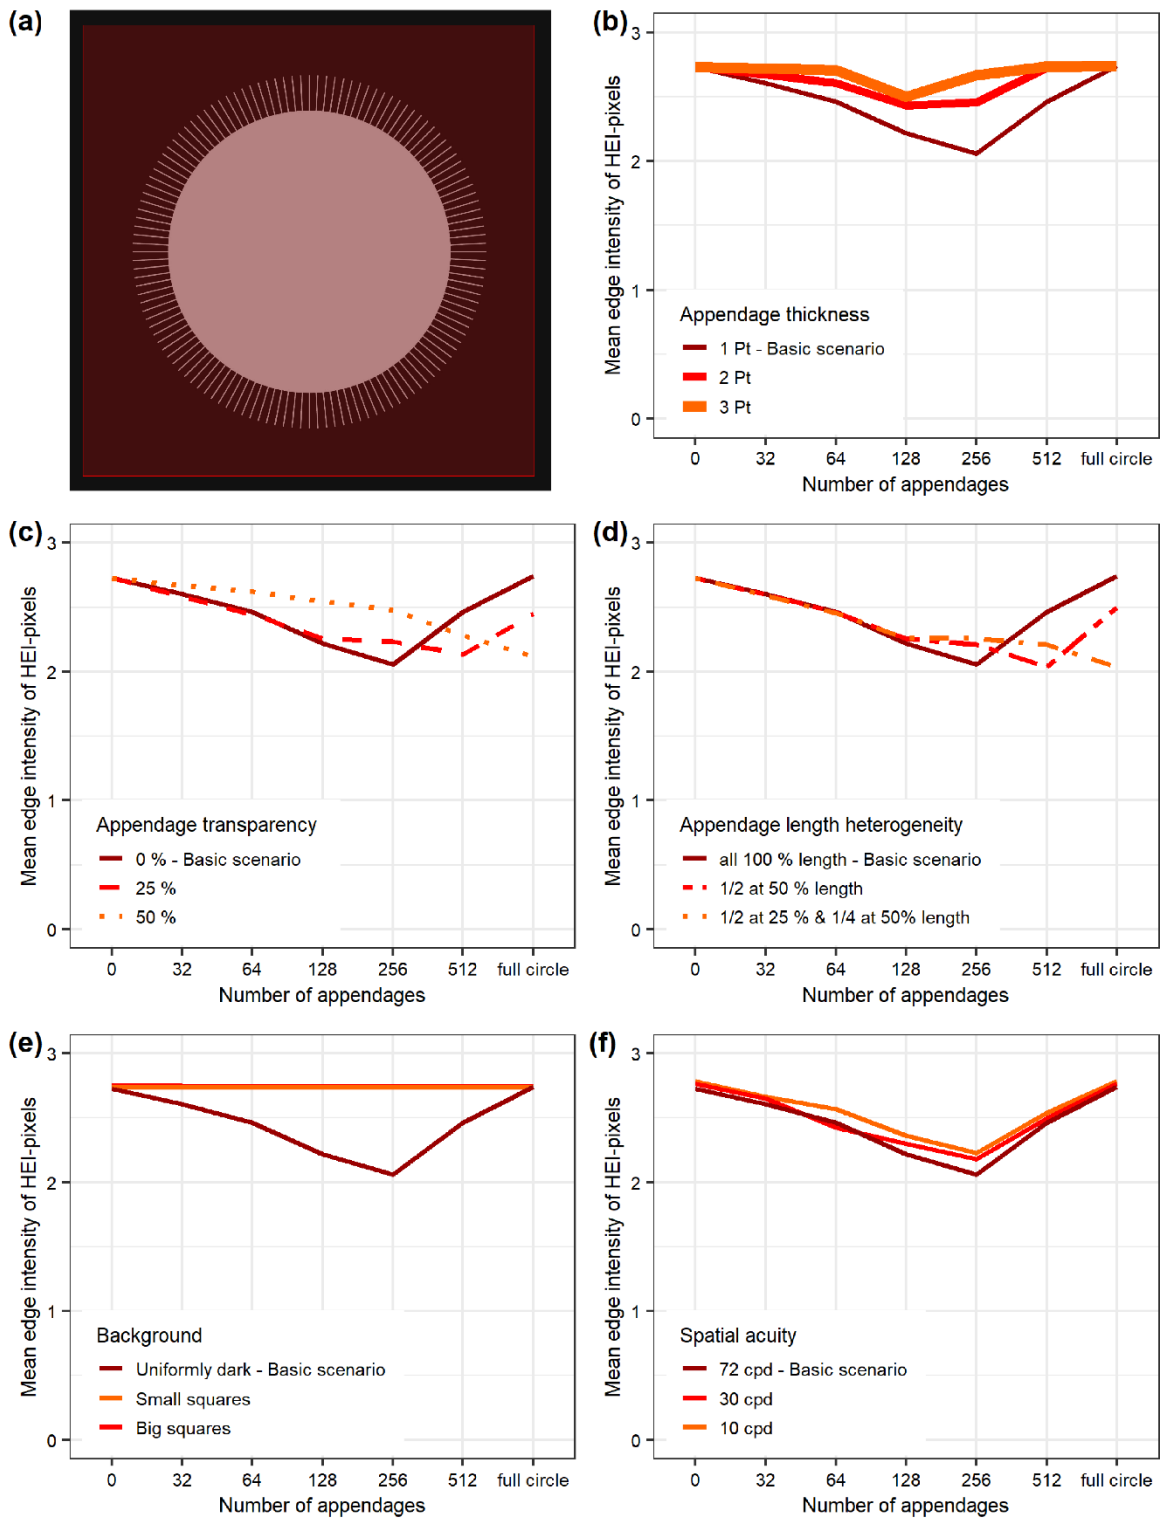 (a)
(b)
3
2
1
0
Mean edge intensity of HEI-pixels
Appendage thickness
1 Pt - Basic scenario
2 Pt
3 Pt
0 32 64 128 256 512 full circle
Number of appendages
(c)
3
2
1
0
Mean edge intensity of HEI-pixels
Appendage transparency
0 % - Basic scenario
25 %
50 %
0 32 64 128 256 512 full circle
Number of appendages
(d)
3
2
1
0
Mean edge intensity of HEI-pixels
Appendage length heterogeneity
all 100 % length - Basic scenario
1/2 at 50 % length
1/2 at 25 % & 1/4 at 50% length
0 32 64 128 256 512 full circle
Number of appendages
(e)
3
2
1
0
Mean edge intensity of HEI-pixels
Background
Uniformly dark - Basic scenario
Small squares
Big squares
0 32 64 128 256 512 full circle
Number of appendages
(f)
3
2
1
0
Mean edge intensity of HEI-pixels
Spatial acuity
72 cpd - Basic scenario
30 cpd
10 cpd
0 32 64 128 256 512 full circle
Number of appendages